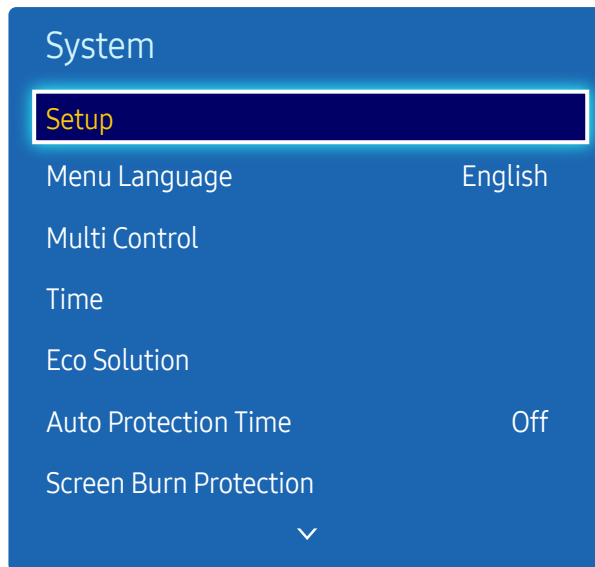 System
Setup
Menu Language English
Multi Control
Time
Eco Solution
Auto Protection Time Off
Screen Burn Protection